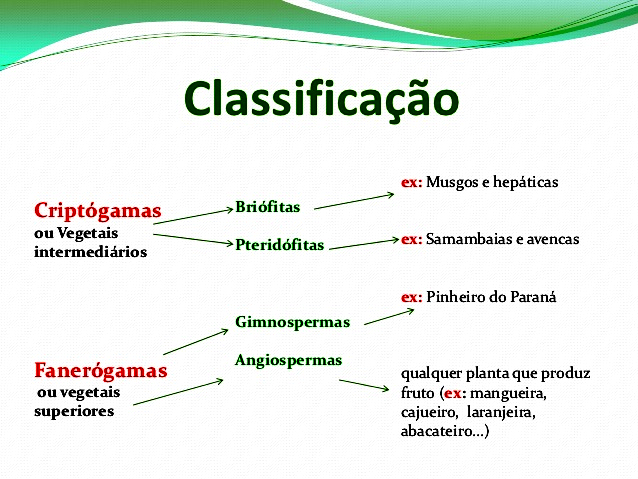 Classificação
ex: Musgos e hepáticas
Criptógamas
ou Vegetais
intermediários
Briófitas
Pteridófitas
ex: Samambaias e avencas
ex: Pinheiro do Paraná
Gimnospermas
Angiospermas
Fanerógamas
ou vegetais
superiores
qualquer planta que produz
fruto (ex: mangueira,
cajueiro, laranjeira,
abacateiro...)